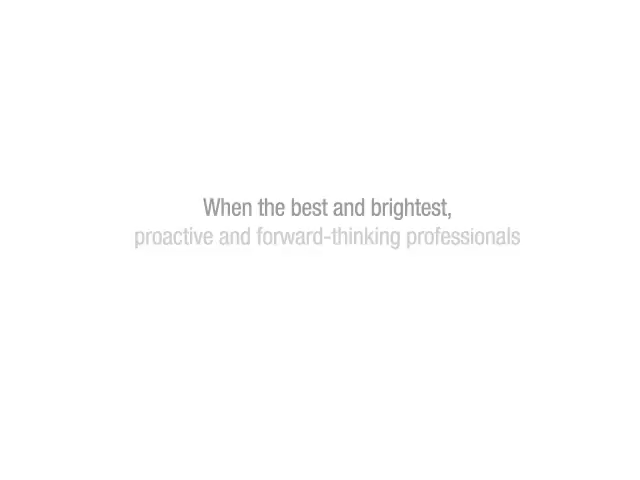 When the best and brightest,
proactive and forward-thinking professionals